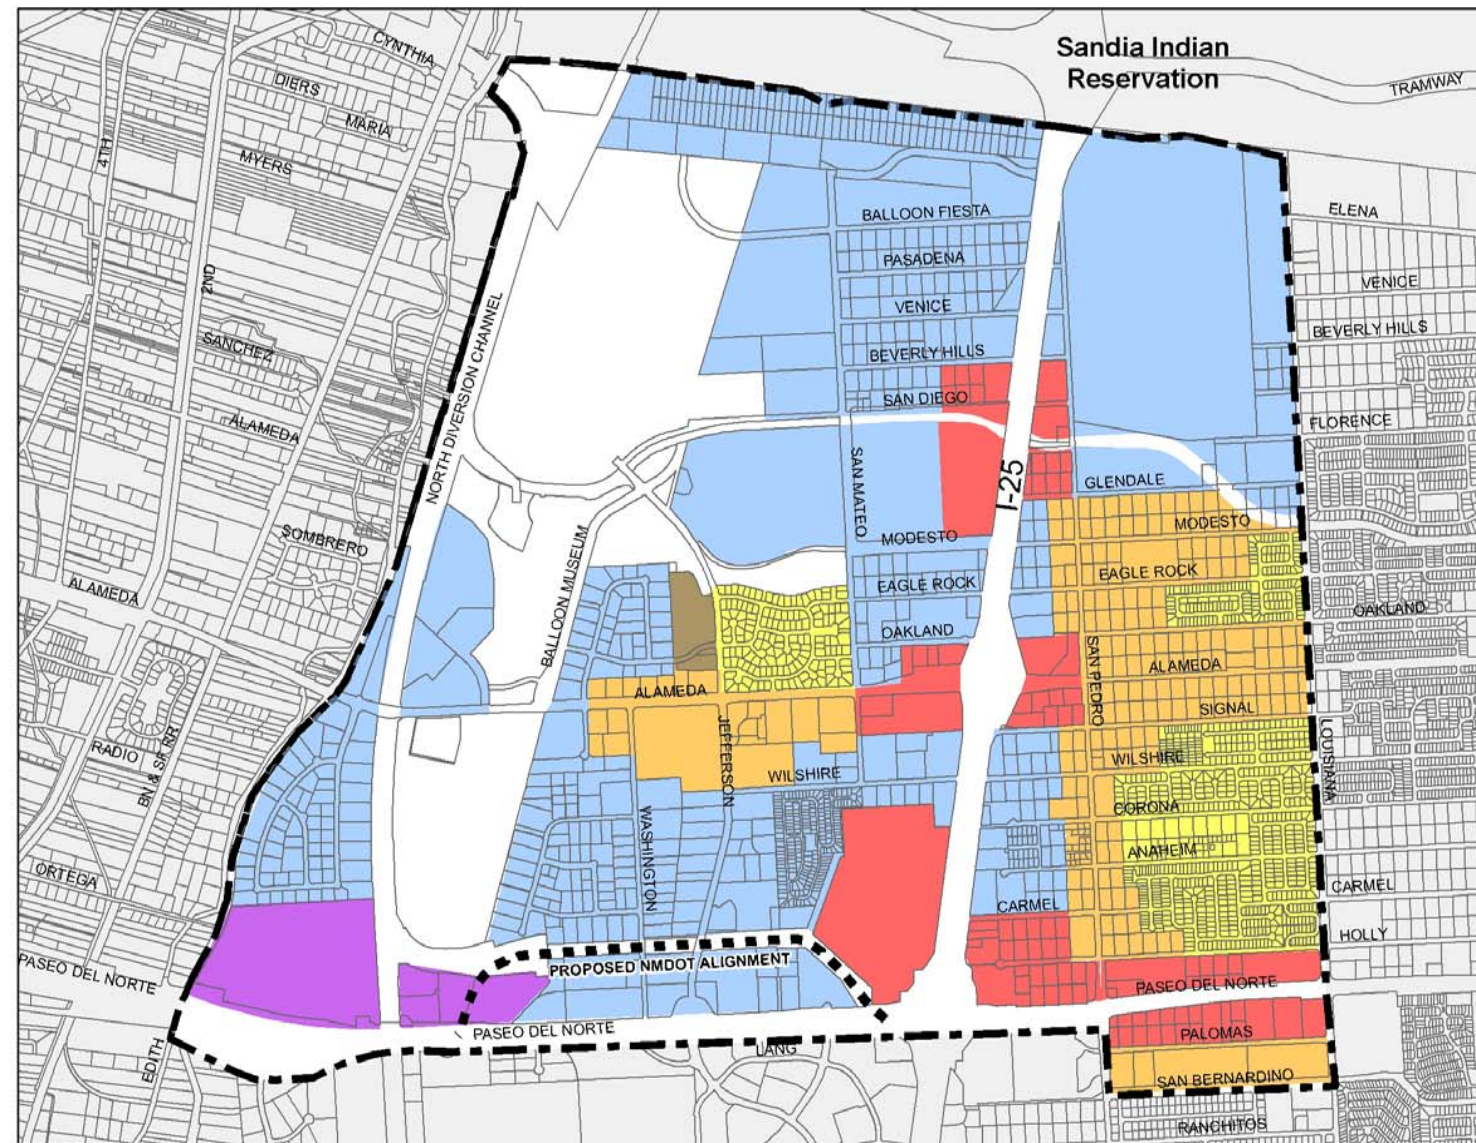 Sandia Indian
Reservation
TRAMWAY
CYNTHIA
DIERS
MARIA
4TH
MYERS
ELENA
BALLOON FIESTA
PASADENA
2ND
VENICE
VENICE
BEVERLY HILLS
SANCHEZ
BEVERLY HILLS
NORTH DIVERSION CHANNEL
SAN DIEGO
ALAMEDA
FLORENCE
I-25
SAN MATEO
GLENDALE
MODESTO
SOMBRERO
MODESTO
EAGLE ROCK
EAGLE ROCK
ALAMEDA
BALLOON MUSEUM
OAKLAND
OAKLAND
SAN PEDRO
ALAMEDA
ALAMEDA
SIGNAL
JEFFERSON
RADIO
BN & SF RR
LOUISIANA
WILSHIRE
WILSHIRE
CORONA
WASHINGTON
ANAHEIM
ORTEGA
CARMEL
CARMEL
HOLLY
PASEO DEL NORTE
PROPOSED NMDOT ALIGNMENT
PASEO DEL NORTE
PASEO DEL NORTE
PALOMAS
EDITH
LANG
SAN BERNARDINO
RANCHITOS